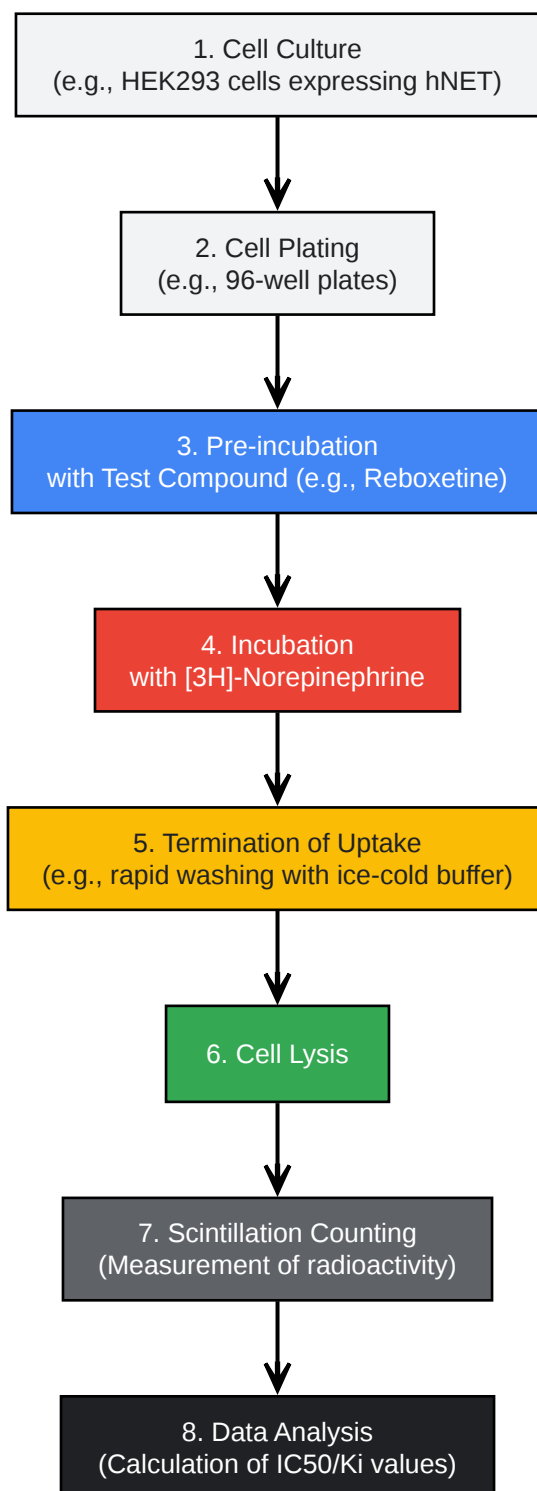 1. Cell Culture
(e.g., HEK293 cells expressing hNET)
2. Cell Plating
(e.g., 96-well plates)
3. Pre-incubation
with Test Compound (e.g., Reboxetine)
4. Incubation
with [3H]-Norepinephrine
5. Termination of Uptake
(e.g., rapid washing with ice-cold buffer)
6. Cell Lysis
7. Scintillation Counting
(Measurement of radioactivity)
8. Data Analysis
(Calculation of IC50/Ki values)